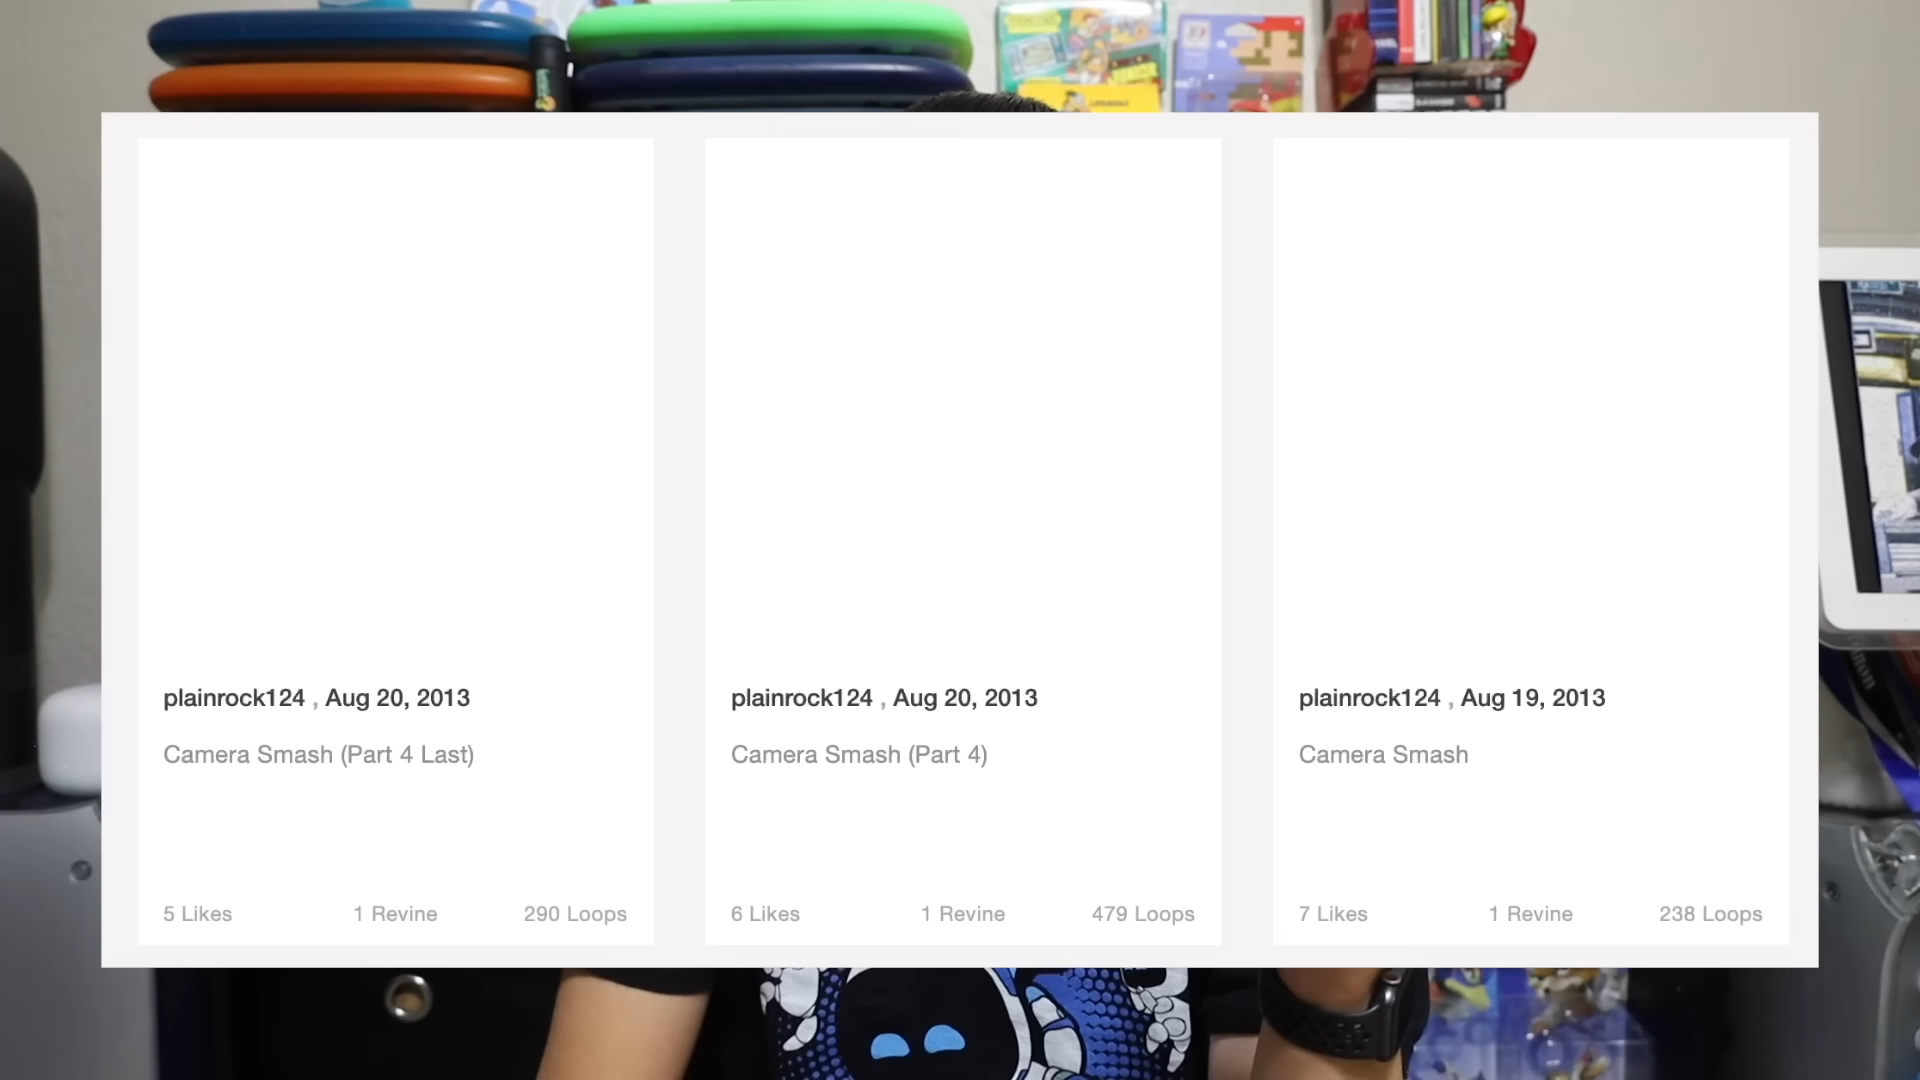 plainrock124 , Aug 20, 2013
Camera Smash (Part 4 Last)
5 Likes 1 Revine 290 Loops
plainrock124 , Aug 20, 2013
Camera Smash (Part 4)
6 Likes 1 Revine 479 Loops
plainrock124 , Aug 19, 2013
Camera Smash
7 Likes 1 Revine 238 Loops